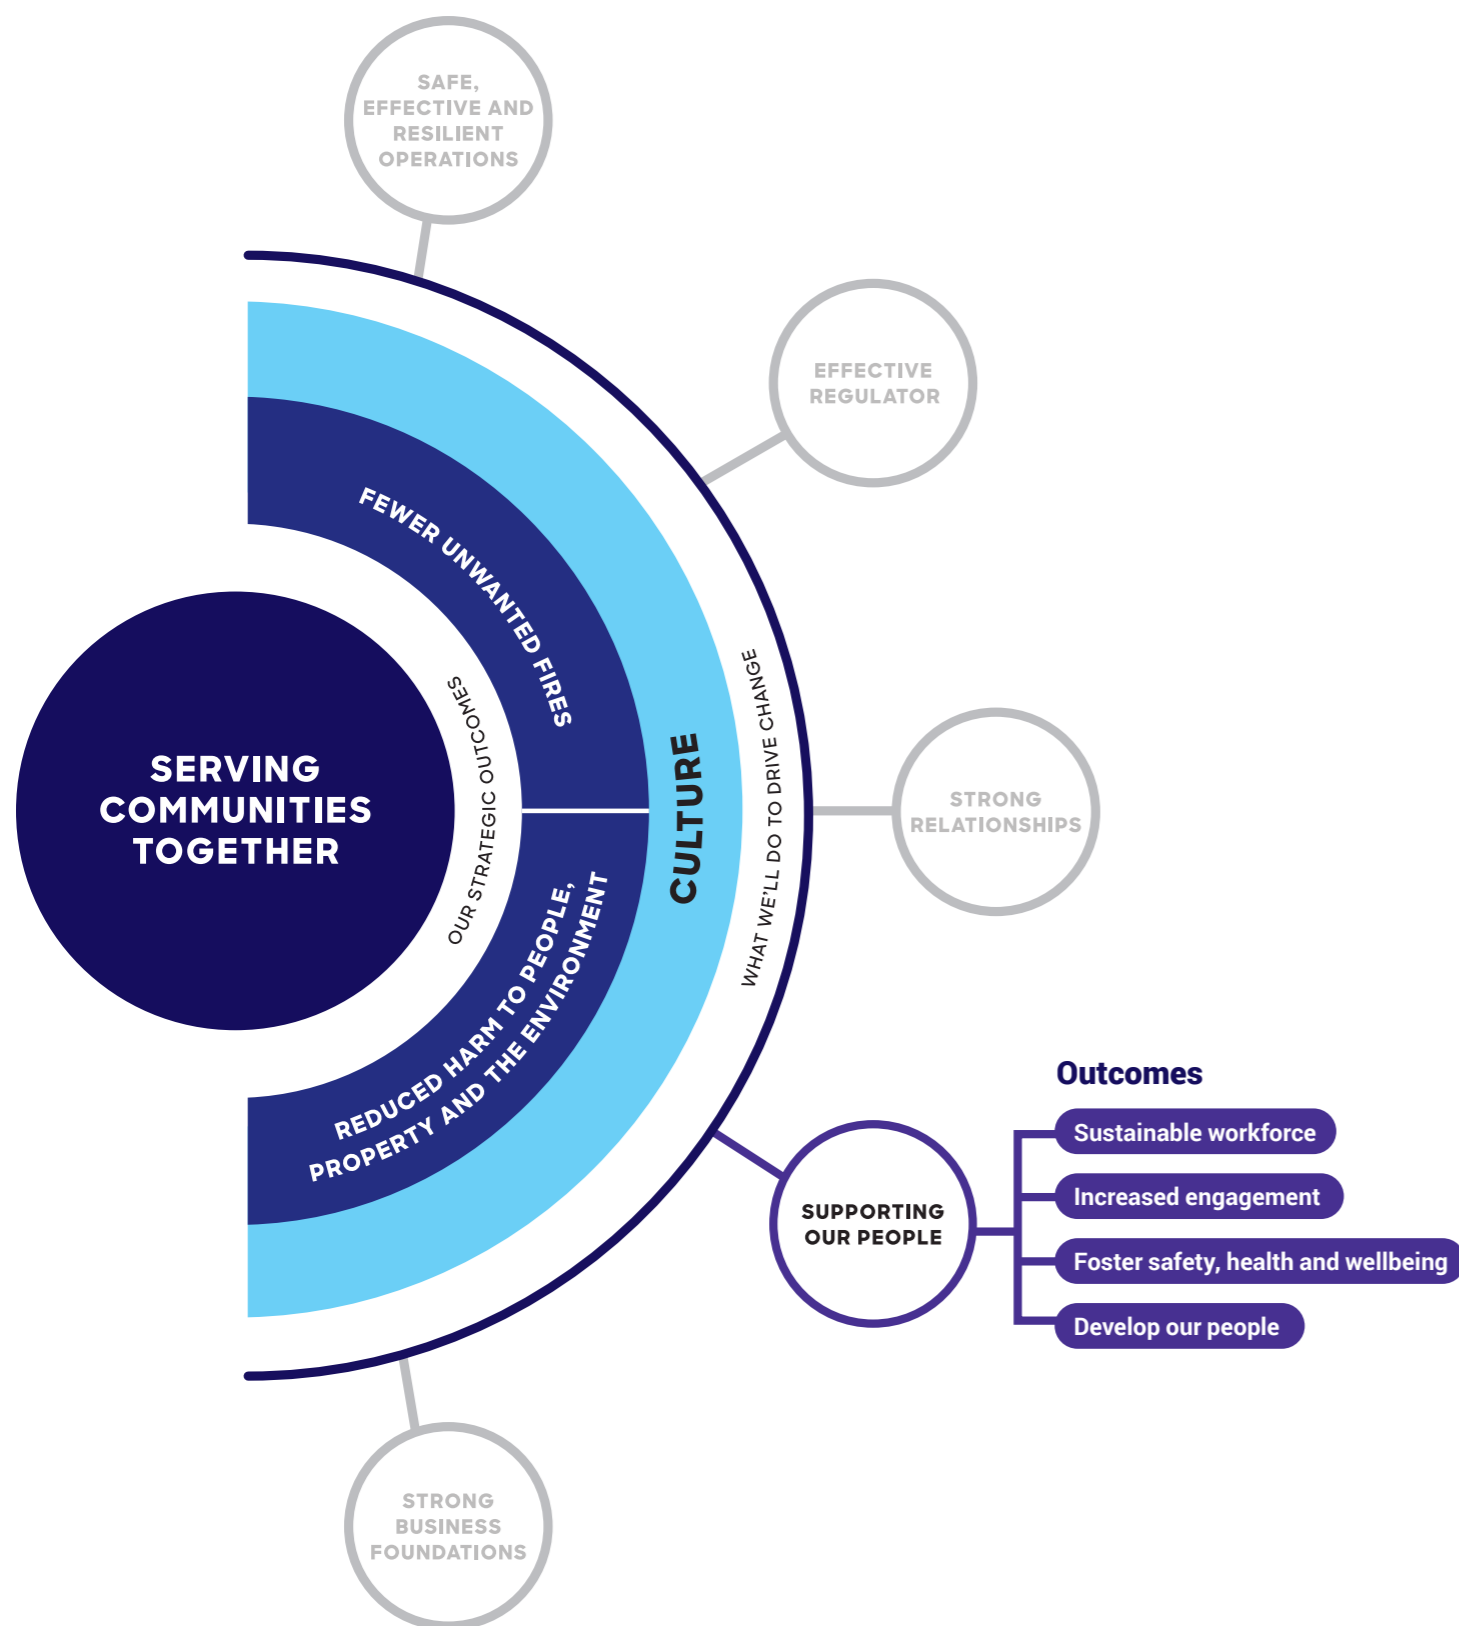 SAFE,
EFFECTIVE AND
RESILIENT
OPERATIONS
EFFECTIVE
REGULATOR
FEWER UNWANTED FIRES
SERVING
COMMUNITIES
TOGETHER
OUR STRATEGIC OUTCOMES
CULTURE
WHAT WE'LL DO TO DRIVE CHANGE
STRONG
RELATIONSHIPS
REDUCED HARM TO PEOPLE,
PROPERTY AND THE ENVIRONMENT
SUPPORTING
OUR PEOPLE
Outcomes
Sustainable workforce
Increased engagement
Foster safety, health and wellbeing
Develop our people
STRONG
BUSINESS
FOUNDATIONS